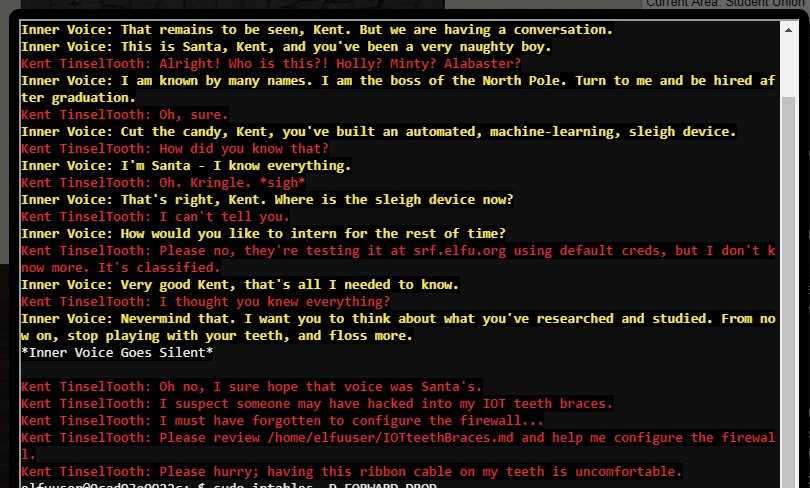 Current Area: Student Union
Inner Voice: That remains to be seen, Kent. But we are having a conversation.
Inner Voice: This is Santa, Kent, and you've been a very naughty boy.
Kent TinselTooth: Alright! Who is this?! Holly? Minty? Alabaster?
Inner Voice: I am known by many names. I am the boss of the North Pole. Turn to me and be hired af
ter graduation.
Kent TinselTooth: Oh, sure.
Inner Voice: Cut the candy, Kent, you've built an automated, machine-learning, sleigh device.
Kent TinselTooth: How did you know that?
Inner Voice: I'm Santa - I know everything.
Kent TinselTooth: Oh. Kringle. *sigh*
Inner Voice: That's right, Kent. Where is the sleigh device now?
Kent TinselTooth: I can't tell you.
Inner Voice: How would you like to intern for the rest of time?
Kent TinselTooth: Please no, they're testing it at srf.elfu.org using default creds, but I don't k
now more. It's classified.
Inner Voice: Very good Kent, that's all I needed to know.
Kent TinselTooth: I thought you knew everything?
Inner Voice: Nevermind that. I want you to think about what you've researched and studied. From no
w on, stop playing with your teeth, and floss more.
*Inner Voice Goes Silent*
Kent TinselTooth: Oh no, I sure hope that voice was Santa's.
Kent TinselTooth: I suspect someone may have hacked into my IOT teeth braces.
Kent TinselTooth: I must have forgotten to configure the firewall...
Kent TinselTooth: Please review /home/elfuuser/IOTteethBraces.md and help me configure the firewal
l.
Kent TinselTooth: Please hurry; having this ribbon cable on my teeth is uncomfortable.
sudo iptables -P FORWARD DROP